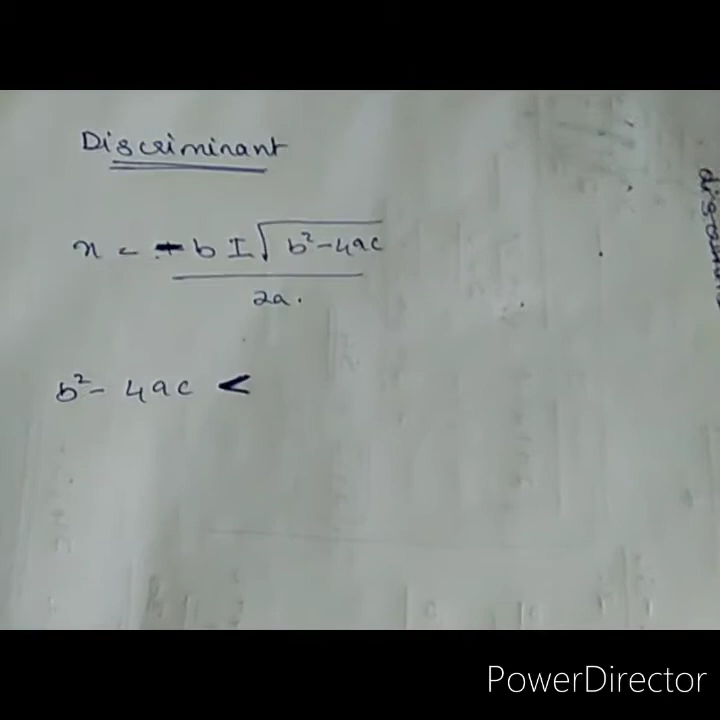 Discriminant
x = -b ± √b²-4ac
2a.
b²- 4ac <
PowerDirector